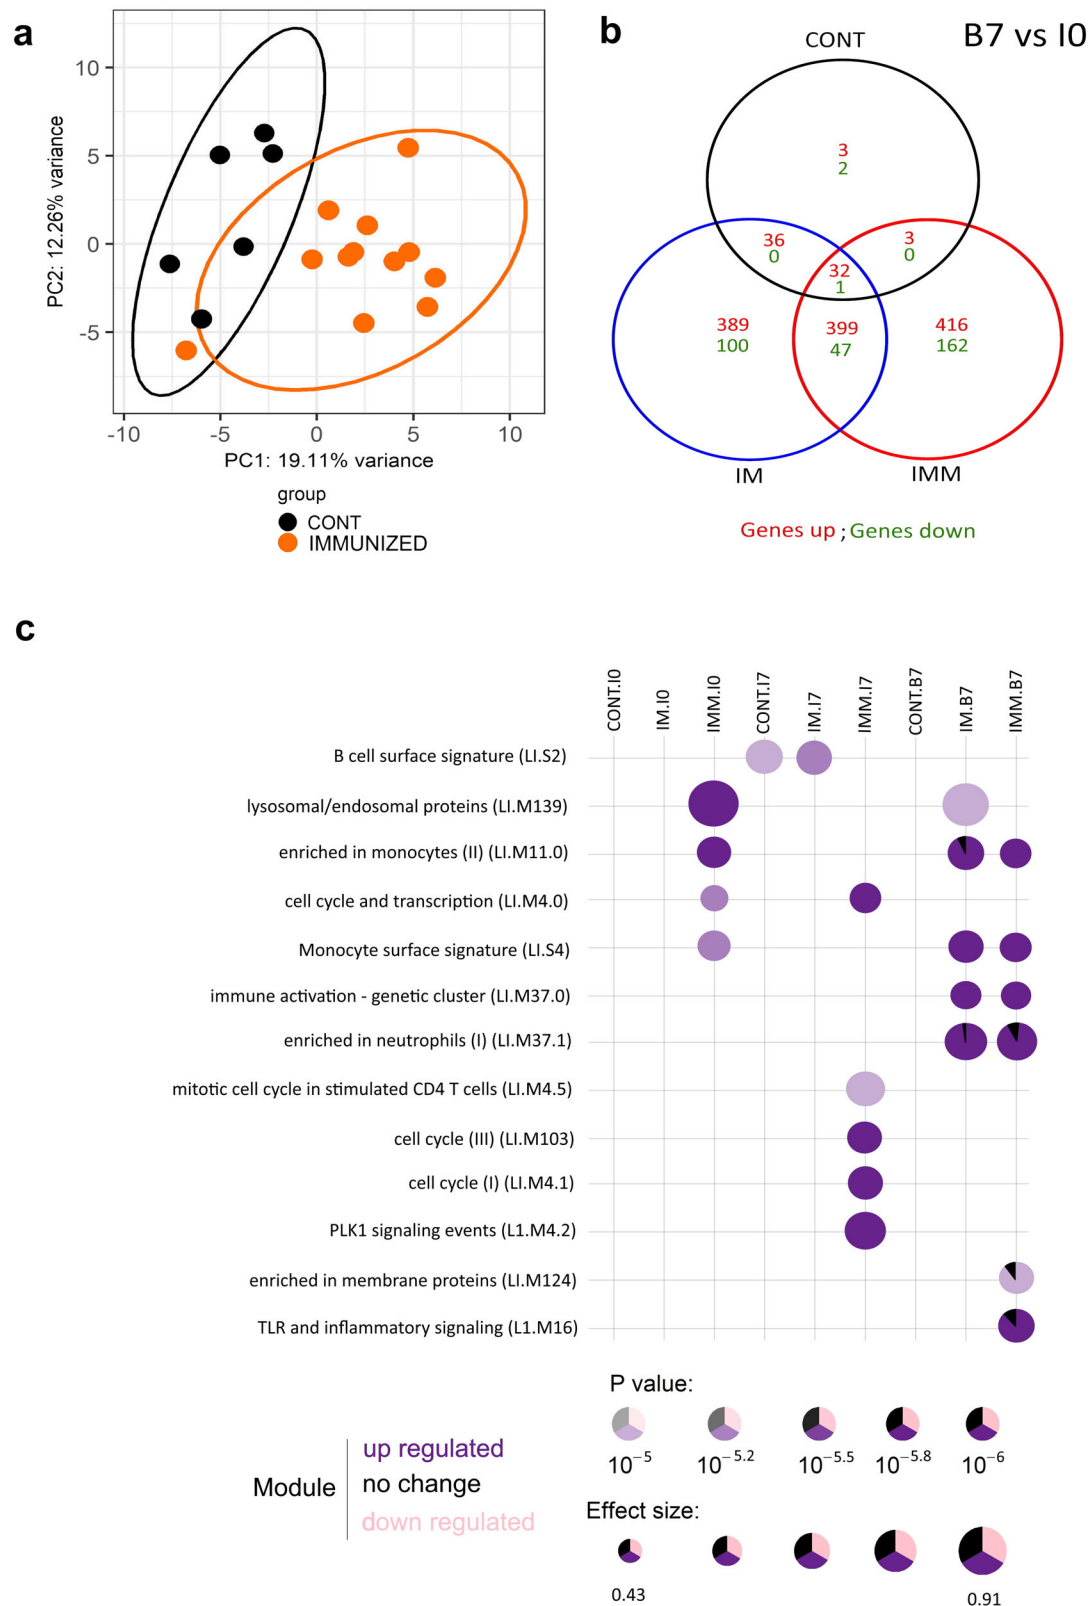 a
PC2: 12.26% variance
10
5
0
-5
-10
-5
0
5
10
PC1: 19.11% variance
group
CONT
IMMUNIZED
b
B7 vs I0
CONT
3
2
36
0
3
0
32
1
389
100
399
47
416
162
IM
IMM
Genes up ; Genes down
c
CONT.I0
IM.I0
IMM.I0
CONT.I7
IM.I7
IMM.I7
CONT.B7
IM.B7
IMM.B7
B cell surface signature (LI.S2)
lysosomal/endosomal proteins (LI.M139)
enriched in monocytes (II) (LI.M11.0)
cell cycle and transcription (LI.M4.0)
Monocyte surface signature (LI.S4)
immune activation - genetic cluster (LI.M37.0)
enriched in neutrophils (I) (LI.M37.1)
mitotic cell cycle in stimulated CD4 T cells (LI.M4.5)
cell cycle (III) (LI.M103)
cell cycle (I) (LI.M4.1)
PLK1 signaling events (L1.M4.2)
enriched in membrane proteins (LI.M124)
TLR and inflammatory signaling (L1.M16)
P value:
10⁻⁵ 10⁻⁵·² 10⁻⁵·⁵ 10⁻⁵·⁸ 10⁻⁶
Module
up regulated
no change
down regulated
Effect size:
0.43 0.91